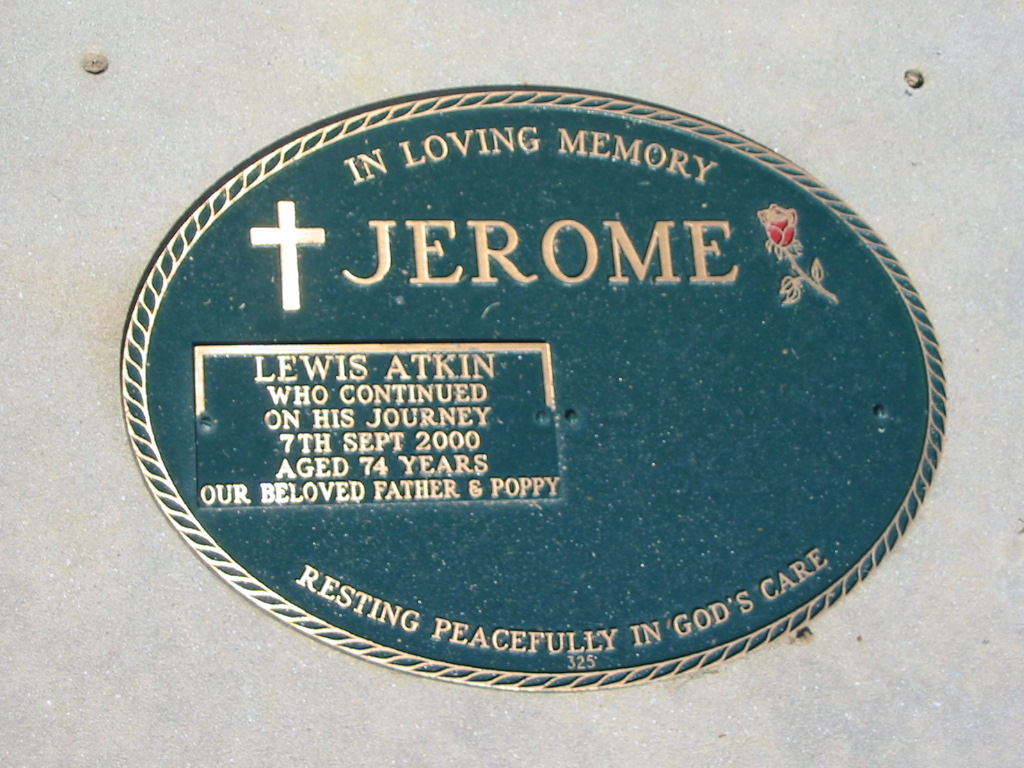 IN LOVING MEMORY
JEROME
LEWIS ATKIN
WHO CONTINUED
ON HIS JOURNEY
7TH SEPT 2000
AGED 74 YEARS
OUR BELOVED FATHER & POPPY
RESTING PEACEFULLY IN GOD'S CARE
325